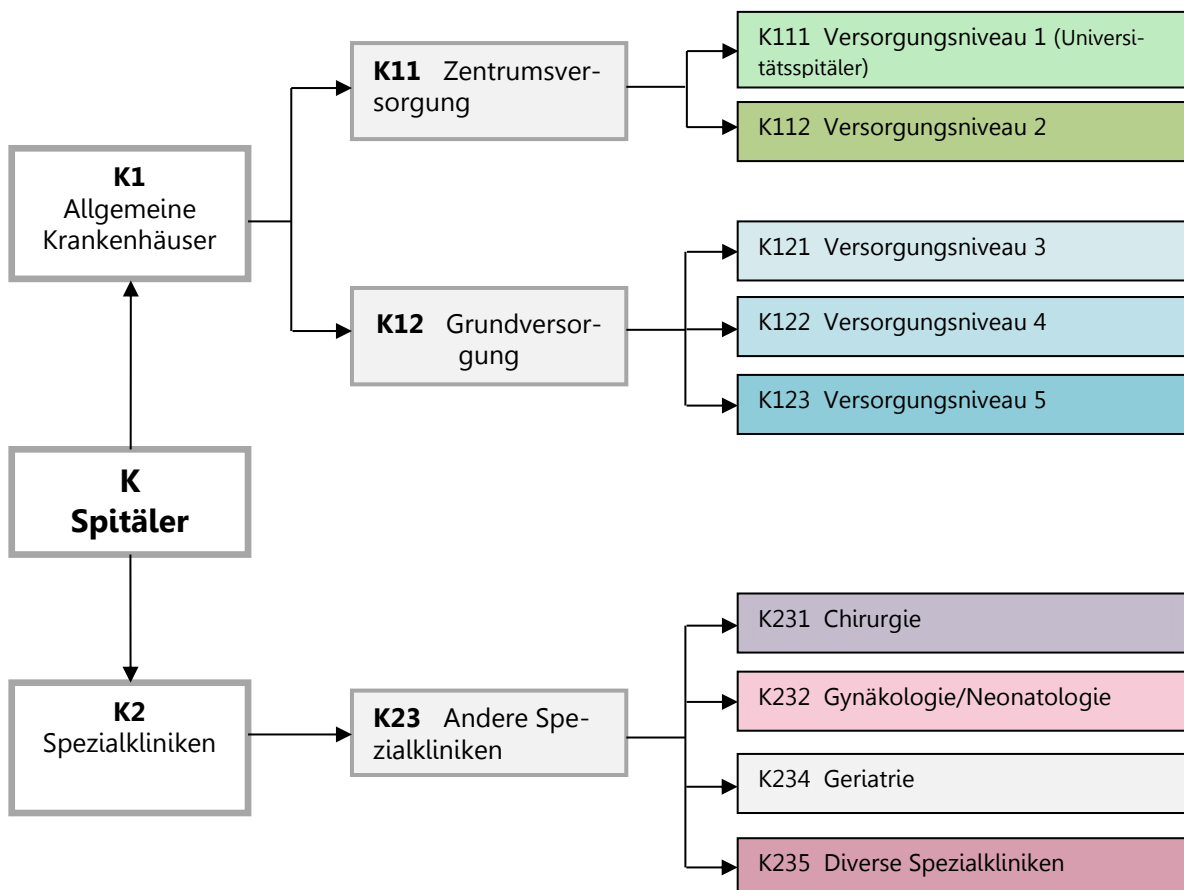 K111 Versorgungsniveau 1 (Universi-
tätsspitäler)
K11 Zentrumsver-
sorgung
K112 Versorgungsniveau 2
K1
Allgemeine
Krankenhäuser
K121 Versorgungsniveau 3
K12 Grundversor-
gung
K122 Versorgungsniveau 4
K123 Versorgungsniveau 5
K
Spitäler
K231 Chirurgie
K232 Gynäkologie/Neonatologie
K2
Spezialkliniken
K23 Andere Spe-
zialkliniken
K234 Geriatrie
K235 Diverse Spezialkliniken